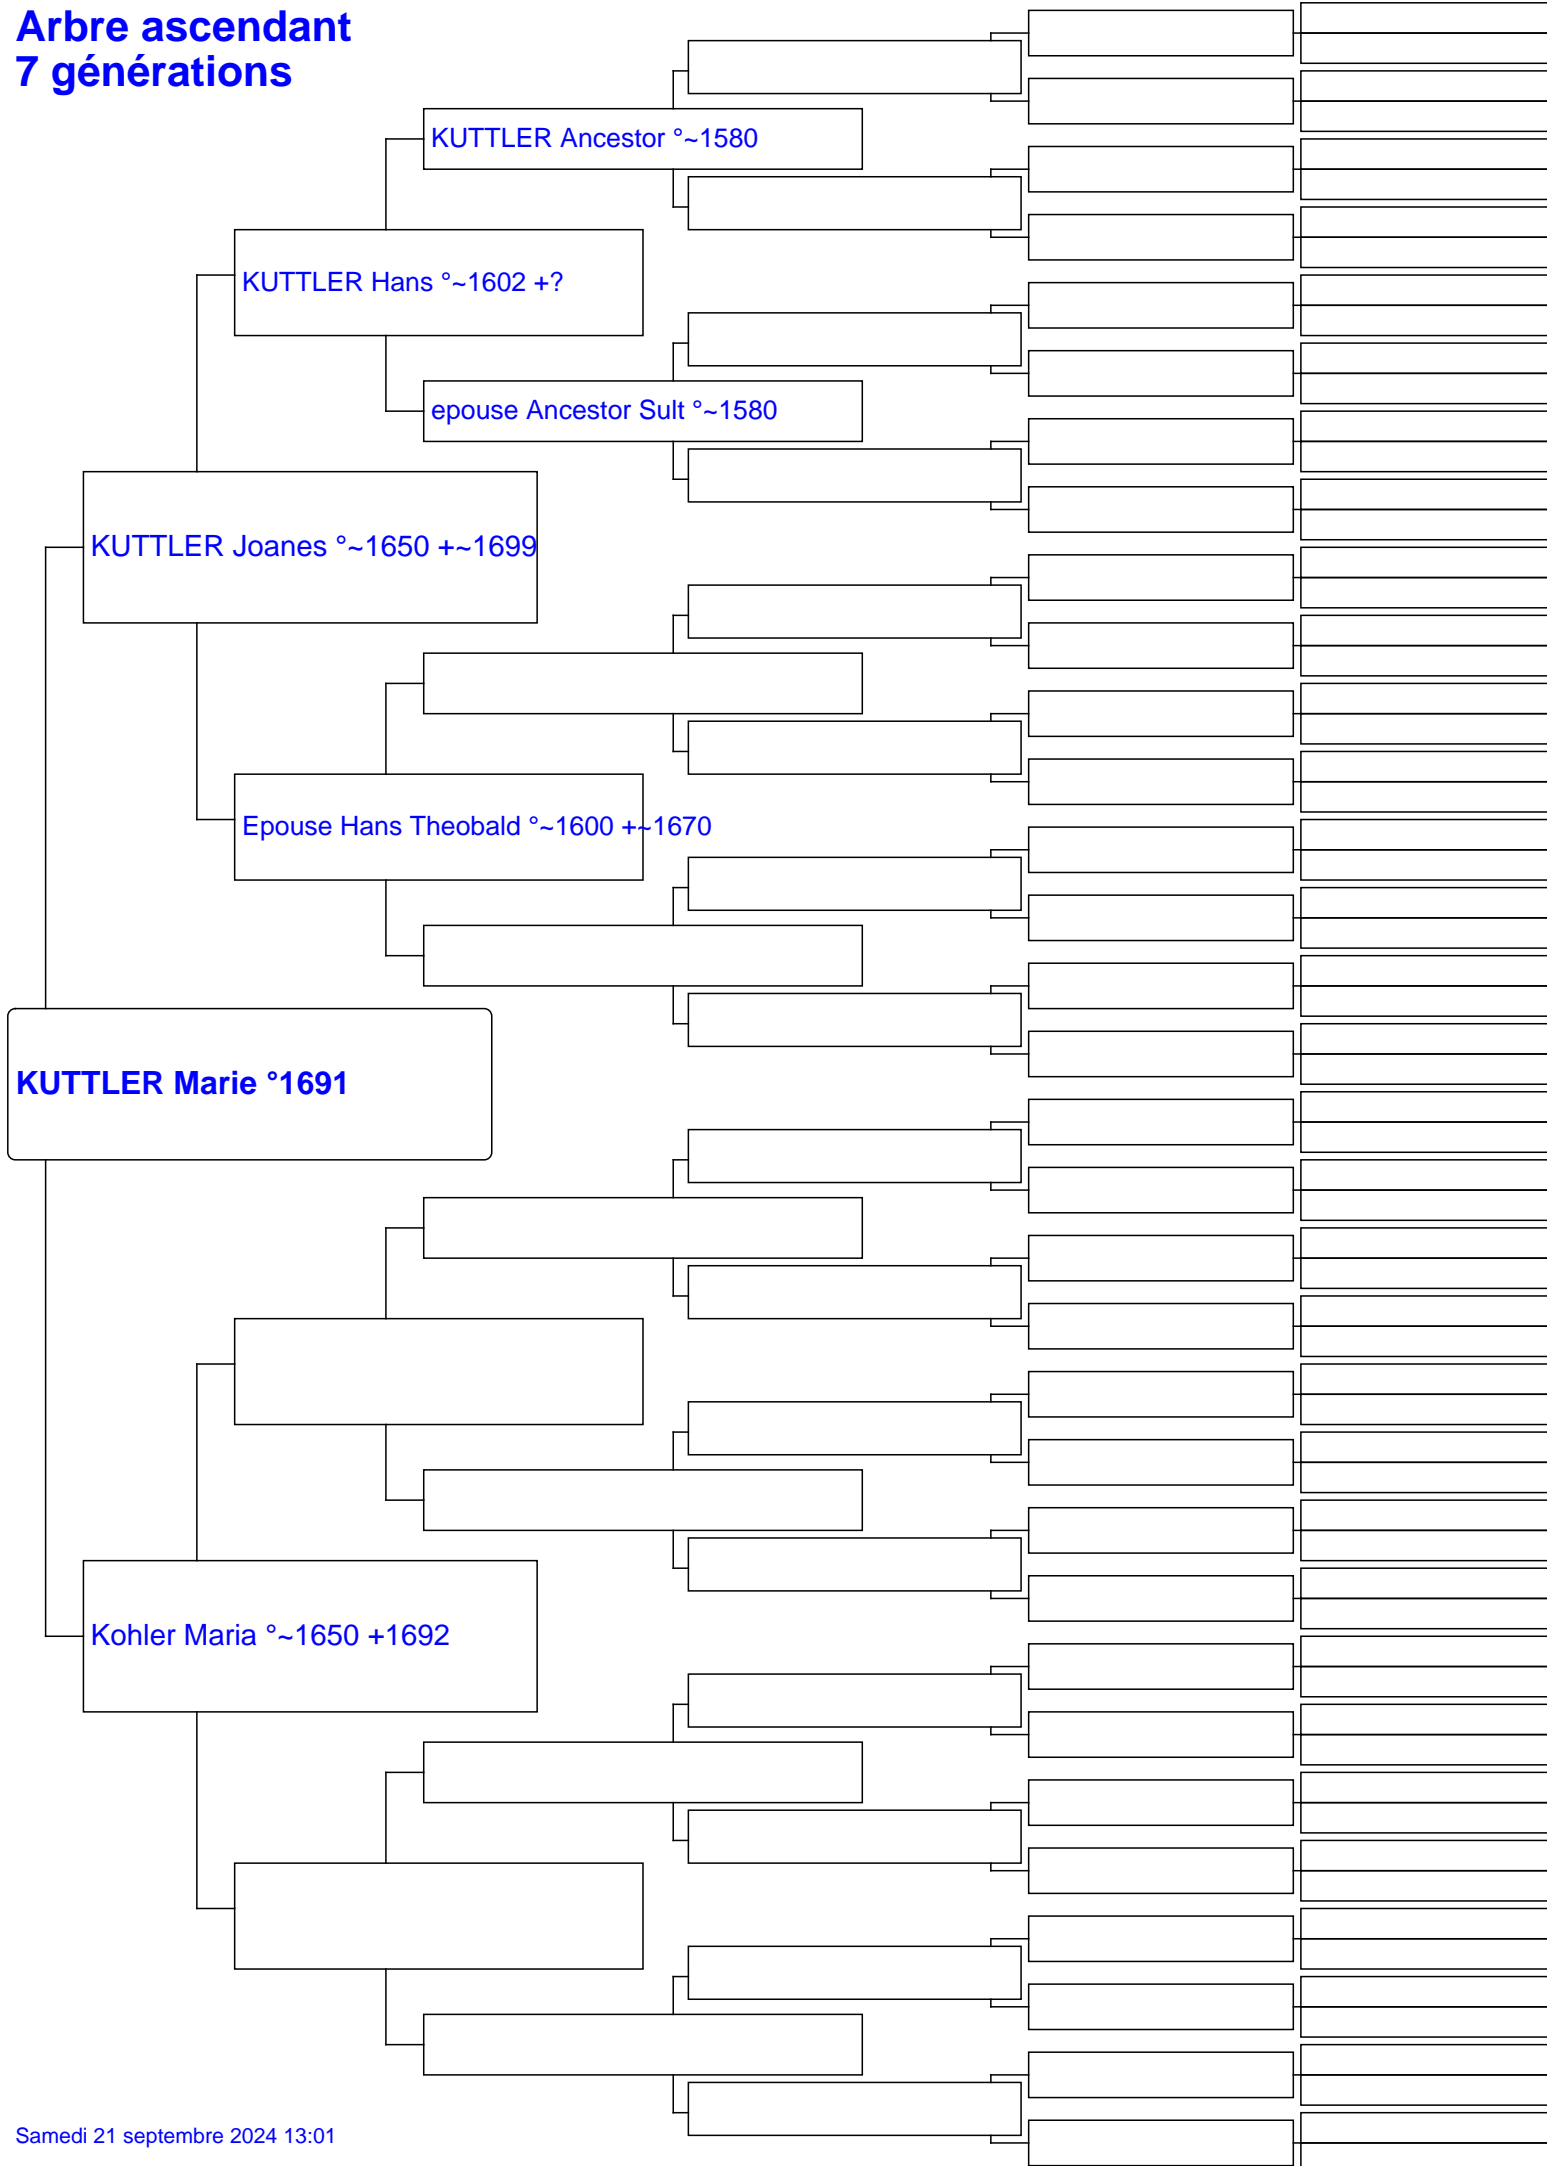 Arbre ascendant
7 générations
KUTTLER Ancestor °~1580
KUTTLER Hans °~1602 +?
epouse Ancestor Sult °~1580
KUTTLER Joanes °~1650 +~1699
Epouse Hans Theobald °~1600 +~1670
KUTTLER Marie °1691
Kohler Maria °~1650 +1692
Samedi 21 septembre 2024 13:01